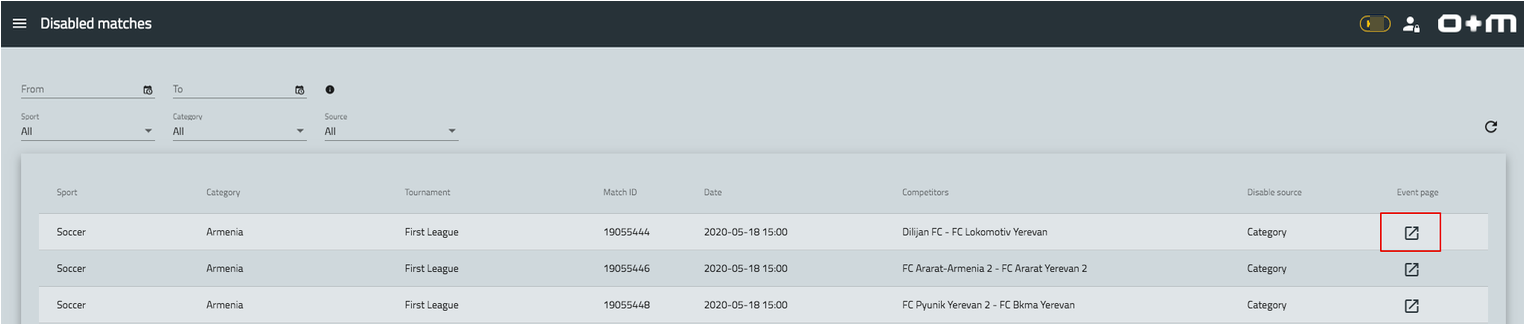 Disabled matches
o+m
From To
Sport Category Source
All All All
Sport Category Tournament Match ID Date Competitors Disable source Event page
Soccer Armenia First League 19055444 2020-05-18 15:00 Dilijan FC - FC Lokomotiv Yerevan Category
Soccer Armenia First League 19055446 2020-05-18 15:00 FC Ararat-Armenia 2 - FC Ararat Yerevan 2 Category
Soccer Armenia First League 19055448 2020-05-18 15:00 FC Pyunik Yerevan 2 - FC Bkma Yerevan Category